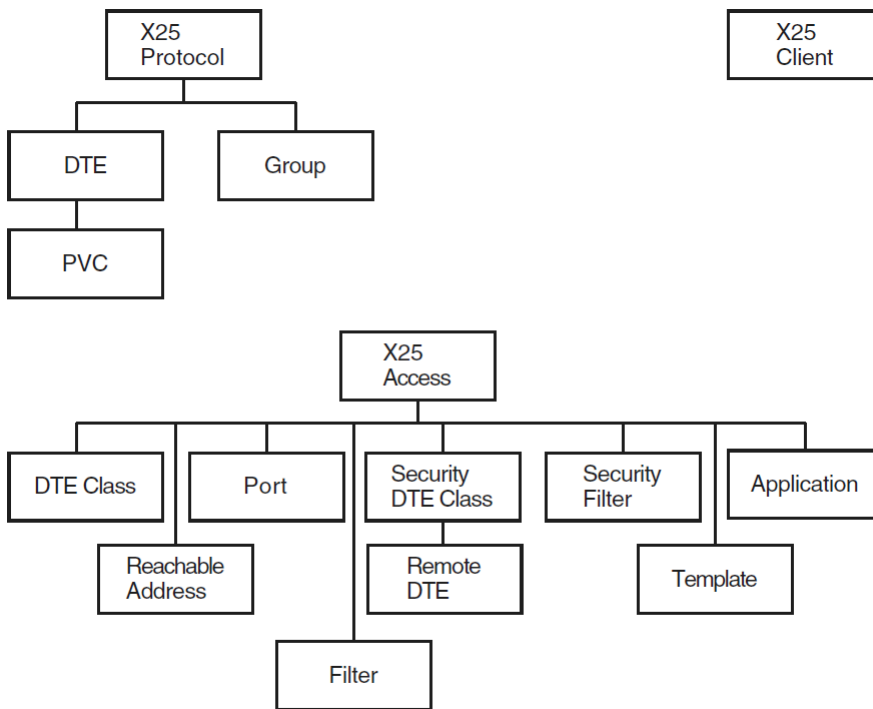 X25
Protocol
X25
Client
DTE
Group
PVC
X25
Access
DTE Class
Port
Security
DTE Class
Security
Filter
Application
Reachable
Address
Remote
DTE
Template
Filter